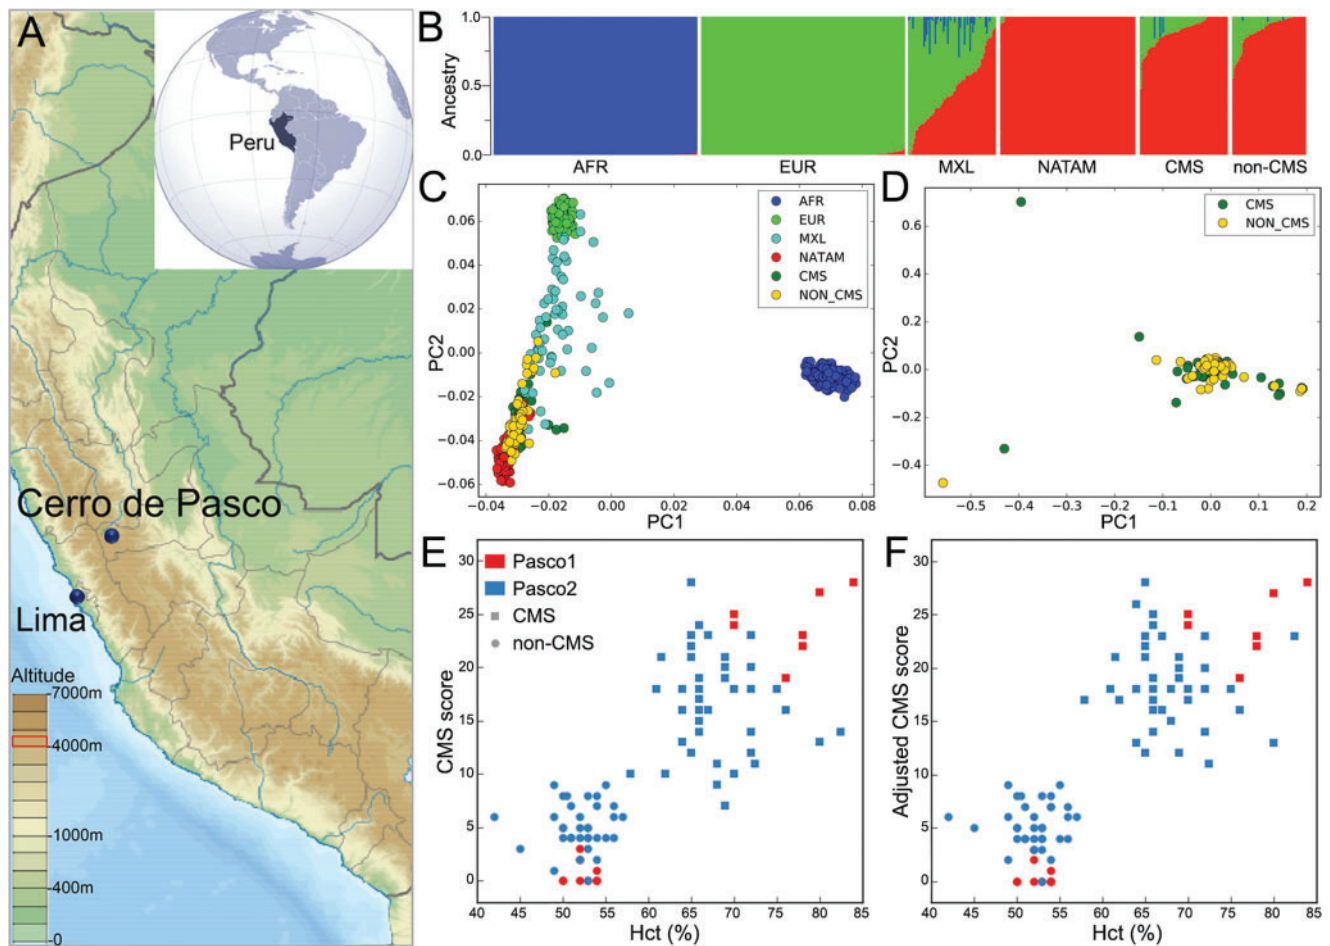 A
Peru
Cerro de Pasco
Lima
Altitude
7000m
4000m
1000m
400m
0
B
Ancestry
1.0
0.5
0.0
AFR
EUR
MXL
NATAM
CMS
non-CMS
C
AFR
EUR
MXL
NATAM
CMS
NON_CMS
PC2
0.06
0.04
0.02
0.00
−0.02
−0.04
−0.06
−0.04
−0.02
0.00
0.02
0.04
0.06
0.08
PC1
D
CMS
NON_CMS
PC2
0.6
0.4
0.2
0.0
−0.2
−0.4
−0.5
−0.4
−0.3
−0.2
−0.1
0.0
0.1
0.2
PC1
E
Pasco1
Pasco2
CMS
non-CMS
CMS score
30
25
20
15
10
5
0
40
45
50
55
60
65
70
75
80
85
Hct (%)
F
Adjusted CMS score
30
25
20
15
10
5
0
40
45
50
55
60
65
70
75
80
85
Hct (%)